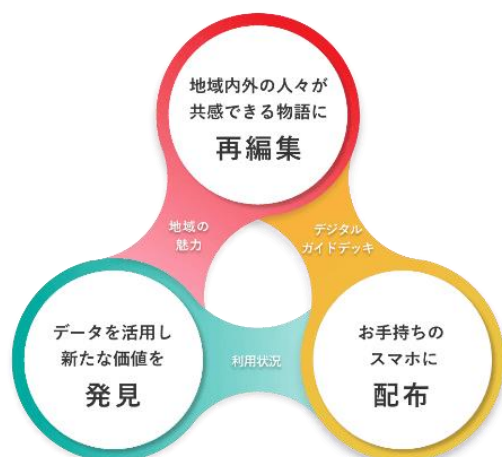 地域内外の人々が
共感できる物語に
再編集
地域の
魅力
デジタル
ガイドデッキ
データを活用し
新たな価値を
発見
利用状況
お手持ちの
スマホに
配布